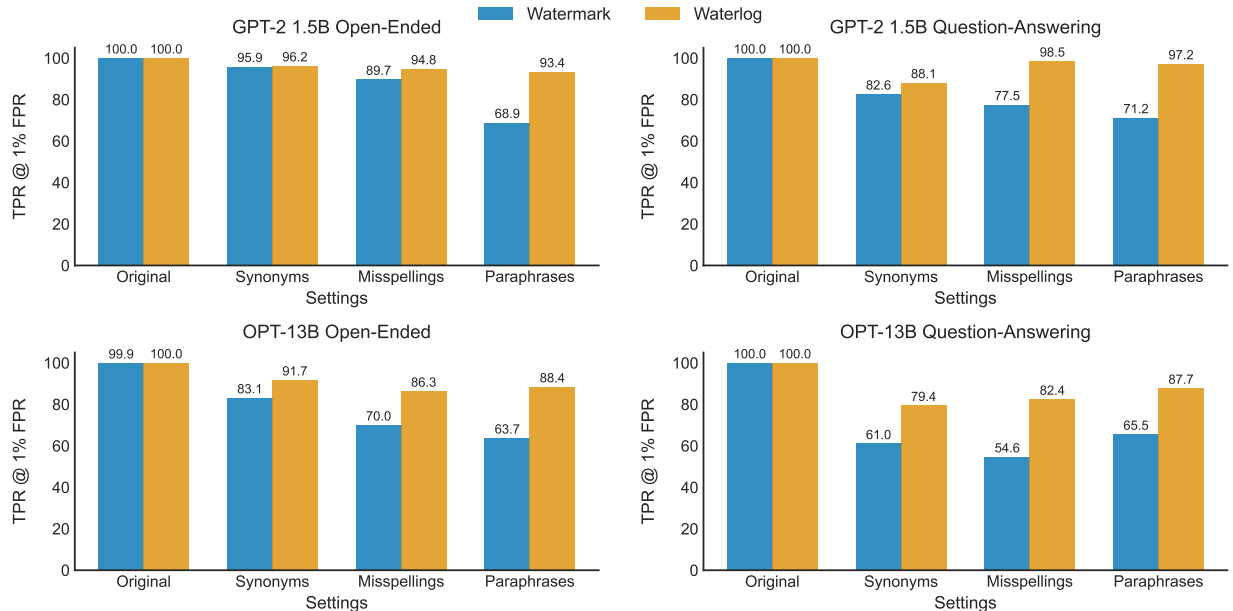 Watermark Waterlog
GPT-2 1.5B Open-Ended
TPR @ 1% FPR
100
80
60
40
20
0
100.0 100.0
95.9 96.2
89.7 94.8
68.9 93.4
Original Synonyms Misspellings Paraphrases
Settings
GPT-2 1.5B Question-Answering
TPR @ 1% FPR
100
80
60
40
20
0
100.0 100.0
82.6 88.1
77.5 98.5
71.2 97.2
Original Synonyms Misspellings Paraphrases
Settings
OPT-13B Open-Ended
TPR @ 1% FPR
100
80
60
40
20
0
99.9 100.0
83.1 91.7
70.0 86.3
63.7 88.4
Original Synonyms Misspellings Paraphrases
Settings
OPT-13B Question-Answering
TPR @ 1% FPR
100
80
60
40
20
0
100.0 100.0
61.0 79.4
54.6 82.4
65.5 87.7
Original Synonyms Misspellings Paraphrases
Settings